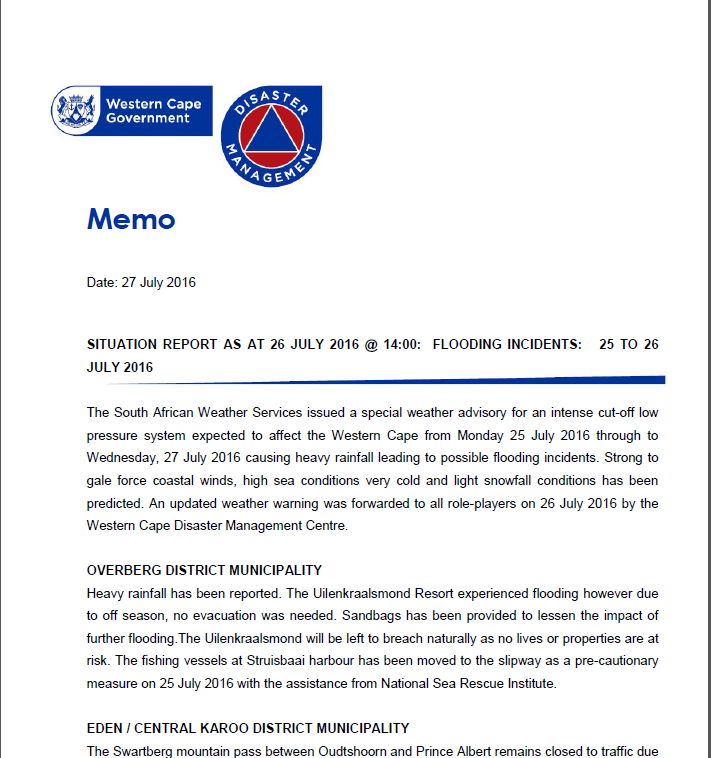 Western Cape
Government
DISASTER
MANAGEMENT
Memo
Date: 27 July 2016
SITUATION REPORT AS AT 26 JULY 2016 @ 14:00: FLOODING INCIDENTS: 25 TO 26
JULY 2016
The South African Weather Services issued a special weather advisory for an intense cut-off low
pressure system expected to affect the Western Cape from Monday 25 July 2016 through to
Wednesday, 27 July 2016 causing heavy rainfall leading to possible flooding incidents. Strong to
gale force coastal winds, high sea conditions very cold and light snowfall conditions has been
predicted. An updated weather warning was forwarded to all role-players on 26 July 2016 by the
Western Cape Disaster Management Centre.
OVERBERG DISTRICT MUNICIPALITY
Heavy rainfall has been reported. The Uilenkraalsmond Resort experienced flooding however due
to off season, no evacuation was needed. Sandbags has been provided to lessen the impact of
further flooding.The Uilenkraalsmond will be left to breach naturally as no lives or properties are at
risk. The fishing vessels at Struisbaai harbour has been moved to the slipway as a pre-cautionary
measure on 25 July 2016 with the assistance from National Sea Rescue Institute.
EDEN / CENTRAL KAROO DISTRICT MUNICIPALITY
The Swartberg mountain pass between Oudtshoorn and Prince Albert remains closed to traffic due